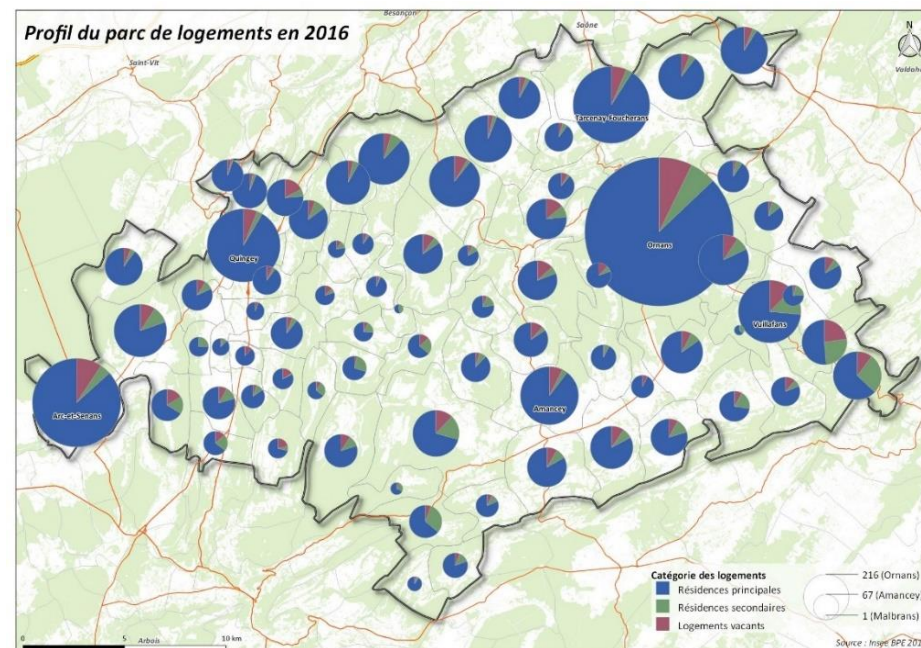 Profil du parc de logements en 2016
Besançon
Saône
N
Saint-Vit
Valdaho
Tarcenay-Foucherans
Ornans
Quingey
Vuillafans
Arc-et-Senans
Amancey
Catégorie des logements
Résidences principales
Résidences secondaires
Logements vacants
216 (Ornans)
67 (Amancey)
1 (Malbrans)
0 5 10 km
Arbois
Source : Insee BPE 201